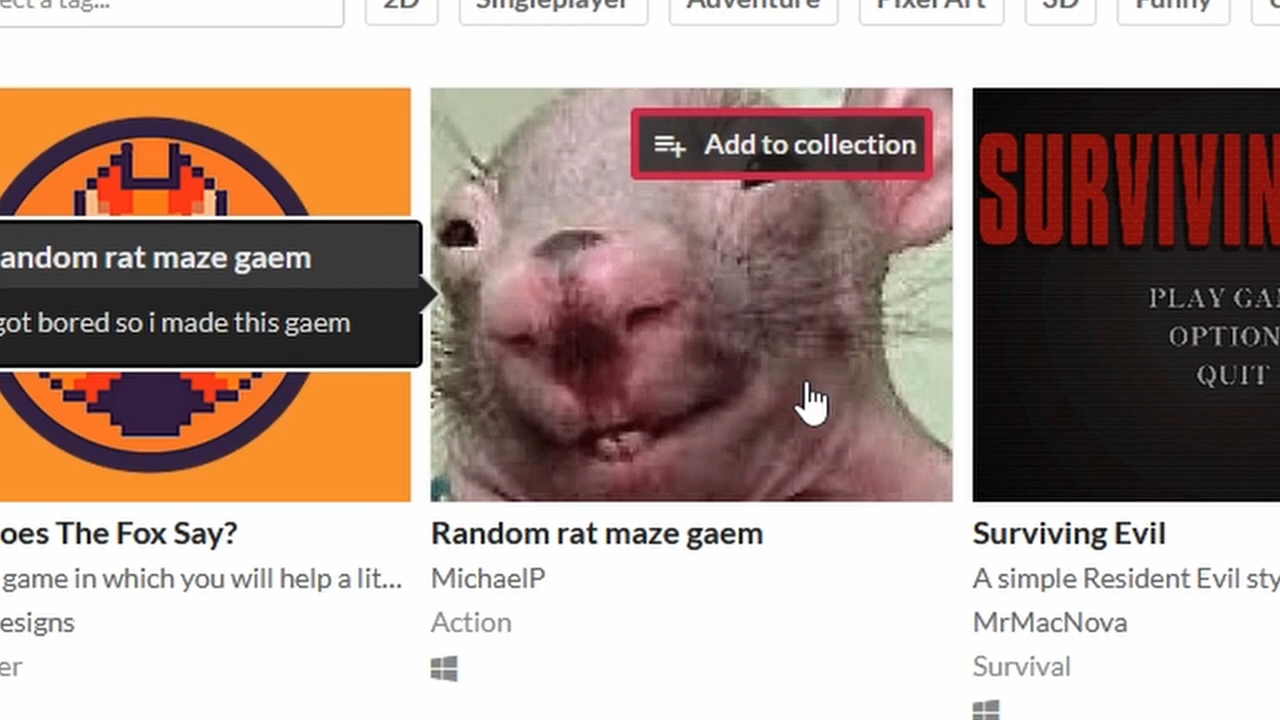 ect a tag...
2D
Singleplayer
Adventure
Pixel Art
3D
Funny
Add to collection
andom rat maze gaem
got bored so i made this gaem
SURVIVIN
PLAY GA
OPTION
QUIT
oes The Fox Say?
game in which you will help a lit...
esigns
er
Random rat maze gaem
MichaelP
Action
Surviving Evil
A simple Resident Evil sty
MrMacNova
Survival